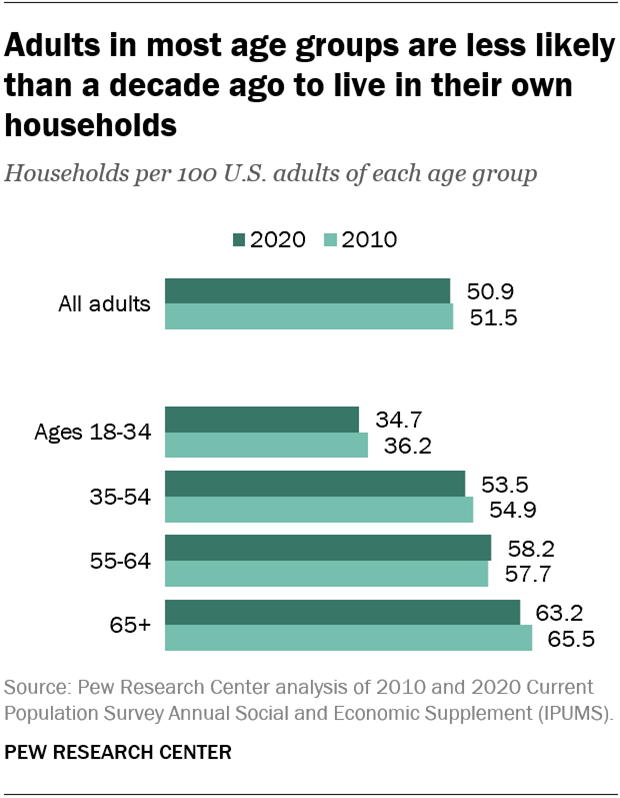 Adults in most age groups are less likely
than a decade ago to live in their own
households
Households per 100 U.S. adults of each age group
2020 2010
All adults 50.9
51.5
Ages 18-34 34.7
36.2
35-54 53.5
54.9
55-64 58.2
57.7
65+ 63.2
65.5
Source: Pew Research Center analysis of 2010 and 2020 Current
Population Survey Annual Social and Economic Supplement (IPUMS).
PEW RESEARCH CENTER